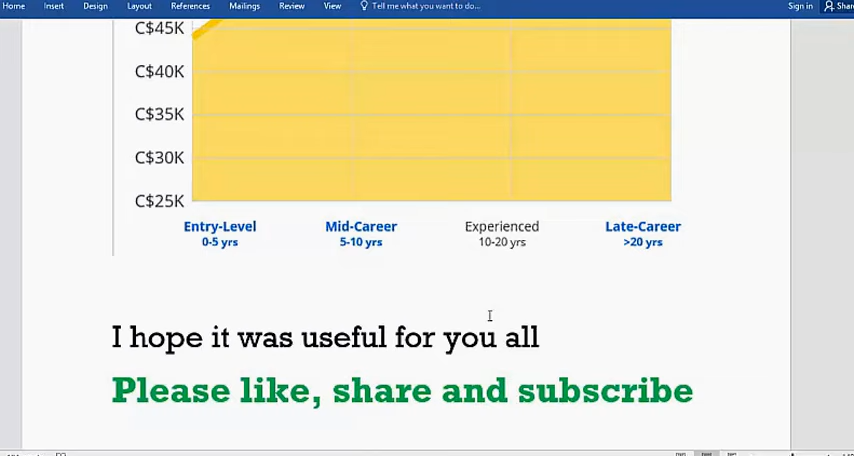 Home Insert Design Layout References Mailings Review View Tell me what you want to do... Sign in Shar
C$45K
C$40K
C$35K
C$30K
C$25K
Entry-Level Mid-Career Experienced Late-Career
0-5 yrs 5-10 yrs 10-20 yrs >20 yrs
I hope it was useful for you all
Please like, share and subscribe